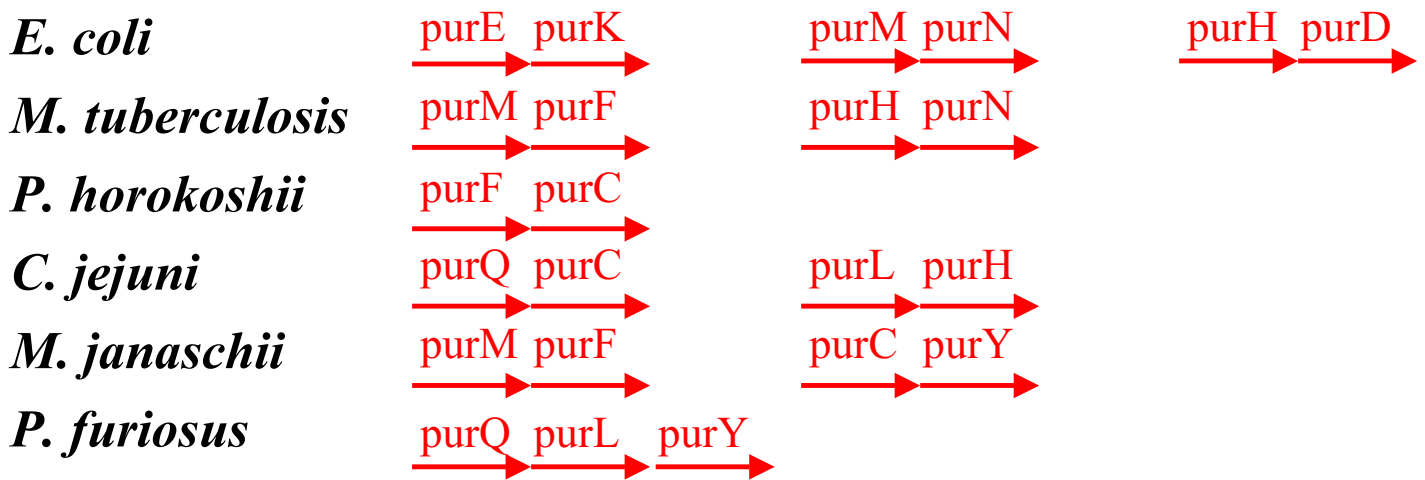 E. coli purE purK purM purN purH purD
M. tuberculosis purM purF purH purN
P. horokoshii purF purC
C. jejuni purQ purC purL purH
M. janaschii purM purF purC purY
P. furiosus purQ purL purY